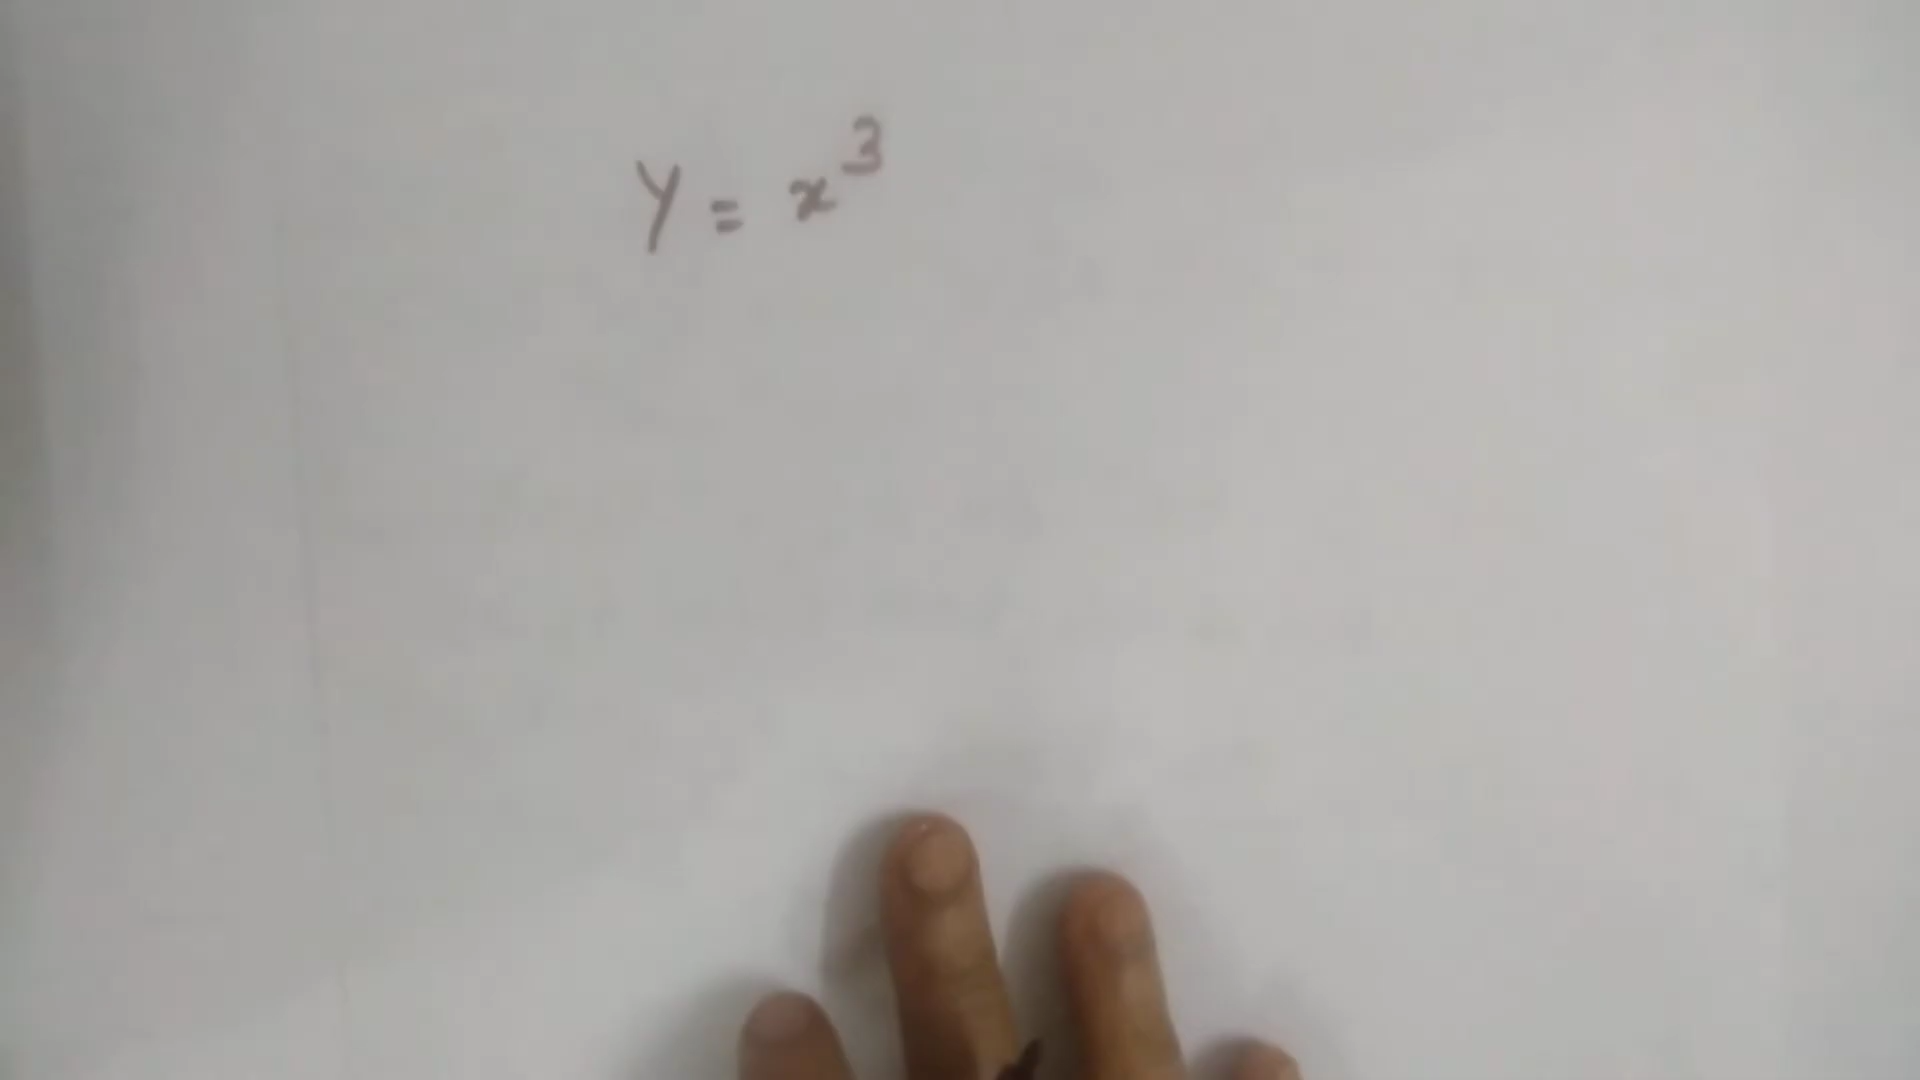 y = x³